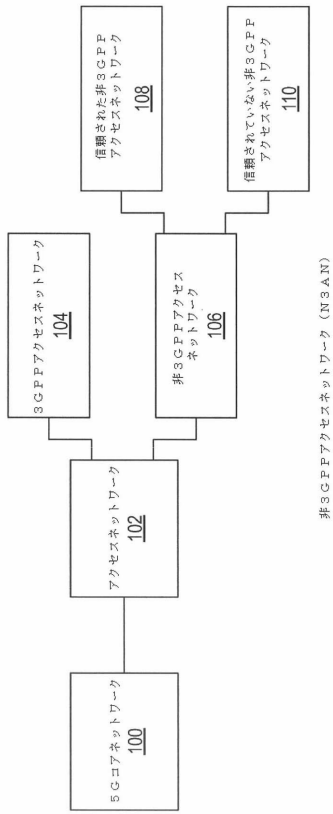 5Gコアネットワーク
100
アクセスネットワーク
102
3GPPアクセスネットワーク
104
非3GPPアクセス
ネットワーク
106
信頼された非3GPP
アクセスネットワーク
108
信頼されていない非3GPP
アクセスネットワーク
110
非3GPPアクセスネットワーク(N3AN)